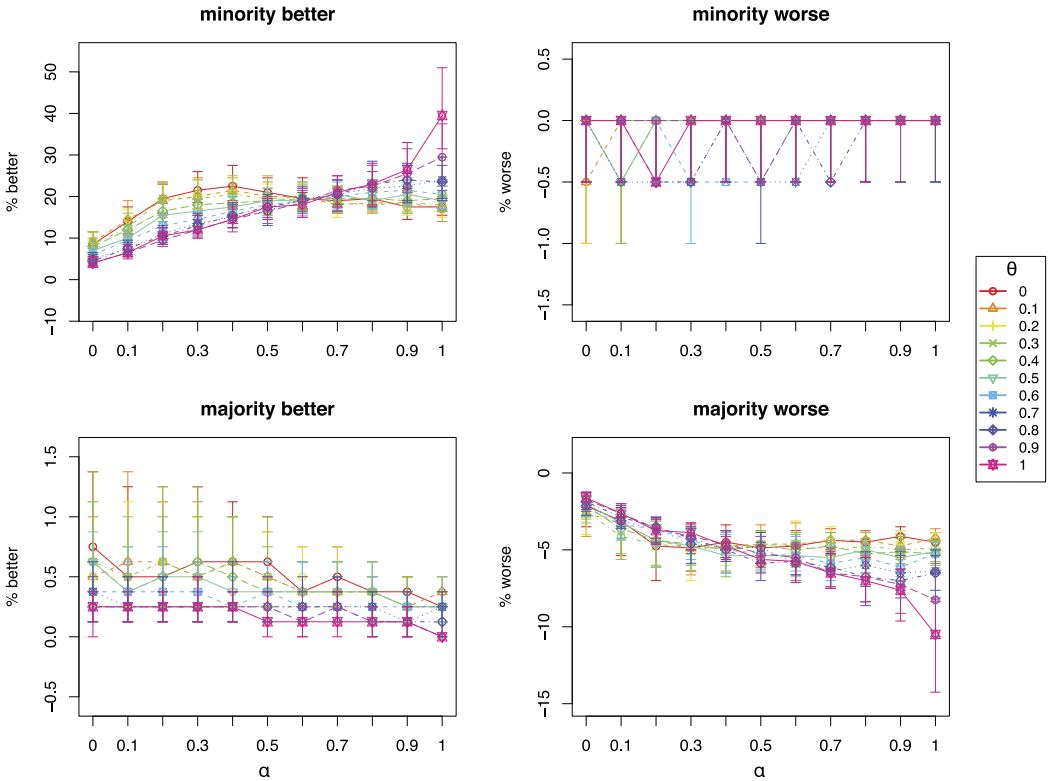 minority better
% better
50
40
30
20
10
0
−10
0 0.1 0.3 0.5 0.7 0.9 1
minority worse
% worse
0.5
0.0
−0.5
−1.0
−1.5
0 0.1 0.3 0.5 0.7 0.9 1
θ
0
0.1
0.2
0.3
0.4
0.5
0.6
0.7
0.8
0.9
1
majority better
% better
1.5
1.0
0.5
0.0
−0.5
0 0.1 0.3 0.5 0.7 0.9 1
α
majority worse
% worse
0
−5
−10
−15
0 0.1 0.3 0.5 0.7 0.9 1
α